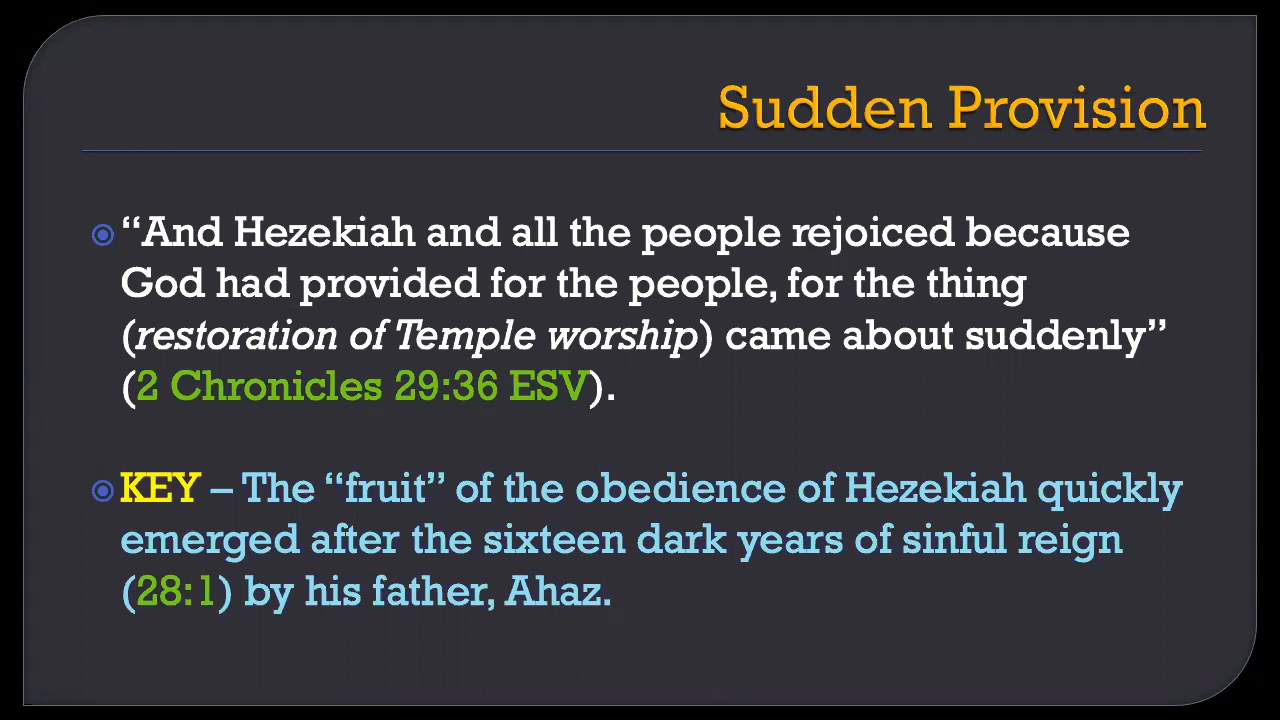 Sudden Provision
“And Hezekiah and all the people rejoiced because
God had provided for the people, for the thing
(restoration of Temple worship) came about suddenly”
(2 Chronicles 29:36 ESV).
KEY – The “fruit” of the obedience of Hezekiah quickly
emerged after the sixteen dark years of sinful reign
(28:1) by his father, Ahaz.